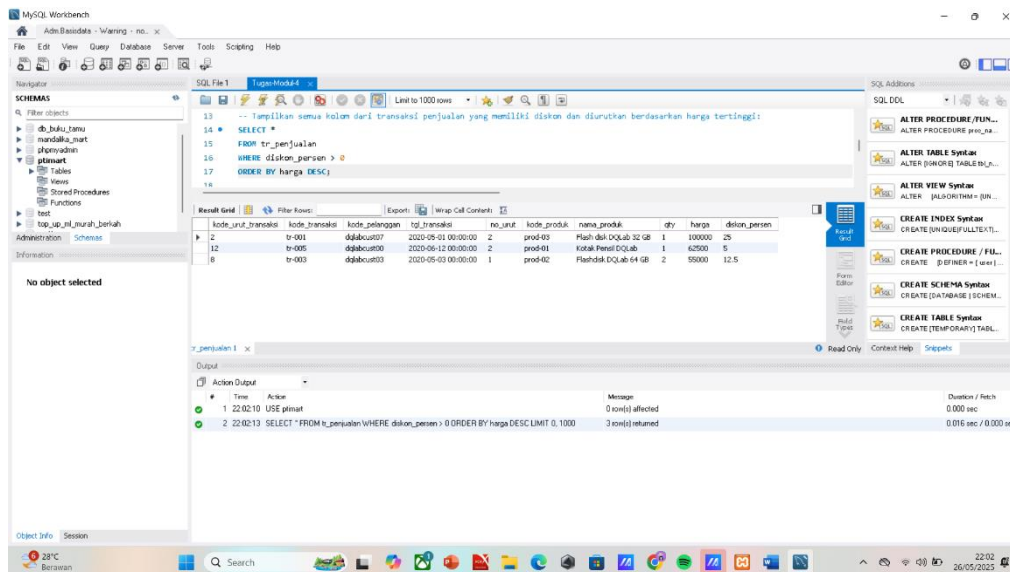 MySQL Workbench
Adm.Basisdata - Warning - no...
File Edit View Query Database Server Tools Scripting Help
Navigator
SCHEMAS
Filter objects
db_buku_tamu
mandalika_mart
phpmyadmin
ptimart
Tables
Views
Stored Procedures
Functions
test
top_up_ml_murah_berkah
Administration Schemas
Information
No object selected
Object Info Session
SQL File 1 Tugas-Modul-4
Limit to 1000 rows
13 -- Tampilkan semua kolom dari transaksi penjualan yang memiliki diskon dan diurutkan berdasarkan harga tertinggi:
14 SELECT *
15 FROM tr_penjualan
16 WHERE diskon_persen > 0
17 ORDER BY harga DESC;
18
Result Grid Filter Rows: Export: Wrap Cell Content:
kode_urut_transaksi kode_transaksi kode_pelanggan tgl_transaksi no_urut kode_produk nama_produk qty harga diskon_persen
2 tr-001 dqlabcust07 2020-05-01 00:00:00 2 prod-03 Flash disk DQLab 32 GB 1 100000 25
12 tr-005 dqlabcust00 2020-06-12 00:00:00 2 prod-01 Kotak Pensil DQLab 1 62500 5
8 tr-003 dqlabcust03 2020-05-03 00:00:00 1 prod-02 Flashdisk DQLab 64 GB 2 55000 12.5
Result Grid
Form Editor
Field Types
tr_penjualan 1 Read Only
Output
Action Output
# Time Action Message Duration / Fetch
1 22:02:10 USE ptimart 0 row(s) affected 0.000 sec
2 22:02:13 SELECT * FROM tr_penjualan WHERE diskon_persen > 0 ORDER BY harga DESC LIMIT 0, 1000 3 row(s) returned 0.016 sec / 0.000 se
SQL Additions
SQL DDL
ALTER PROCEDURE/FUN...
ALTER PROCEDURE proc_na...
ALTER TABLE Syntax
ALTER [IGNORE] TABLE tbl_n...
ALTER VIEW Syntax
ALTER [ALGORITHM = {UN...
CREATE INDEX Syntax
CREATE [UNIQUE|FULLTEXT|...
CREATE PROCEDURE / FU...
CREATE [DEFINER = { user |...
CREATE SCHEMA Syntax
CREATE {DATABASE | SCHEM...
CREATE TABLE Syntax
CREATE [TEMPORARY] TABL...
Context Help Snippets
28°C
Berawan
Search
22:02
26/05/2025